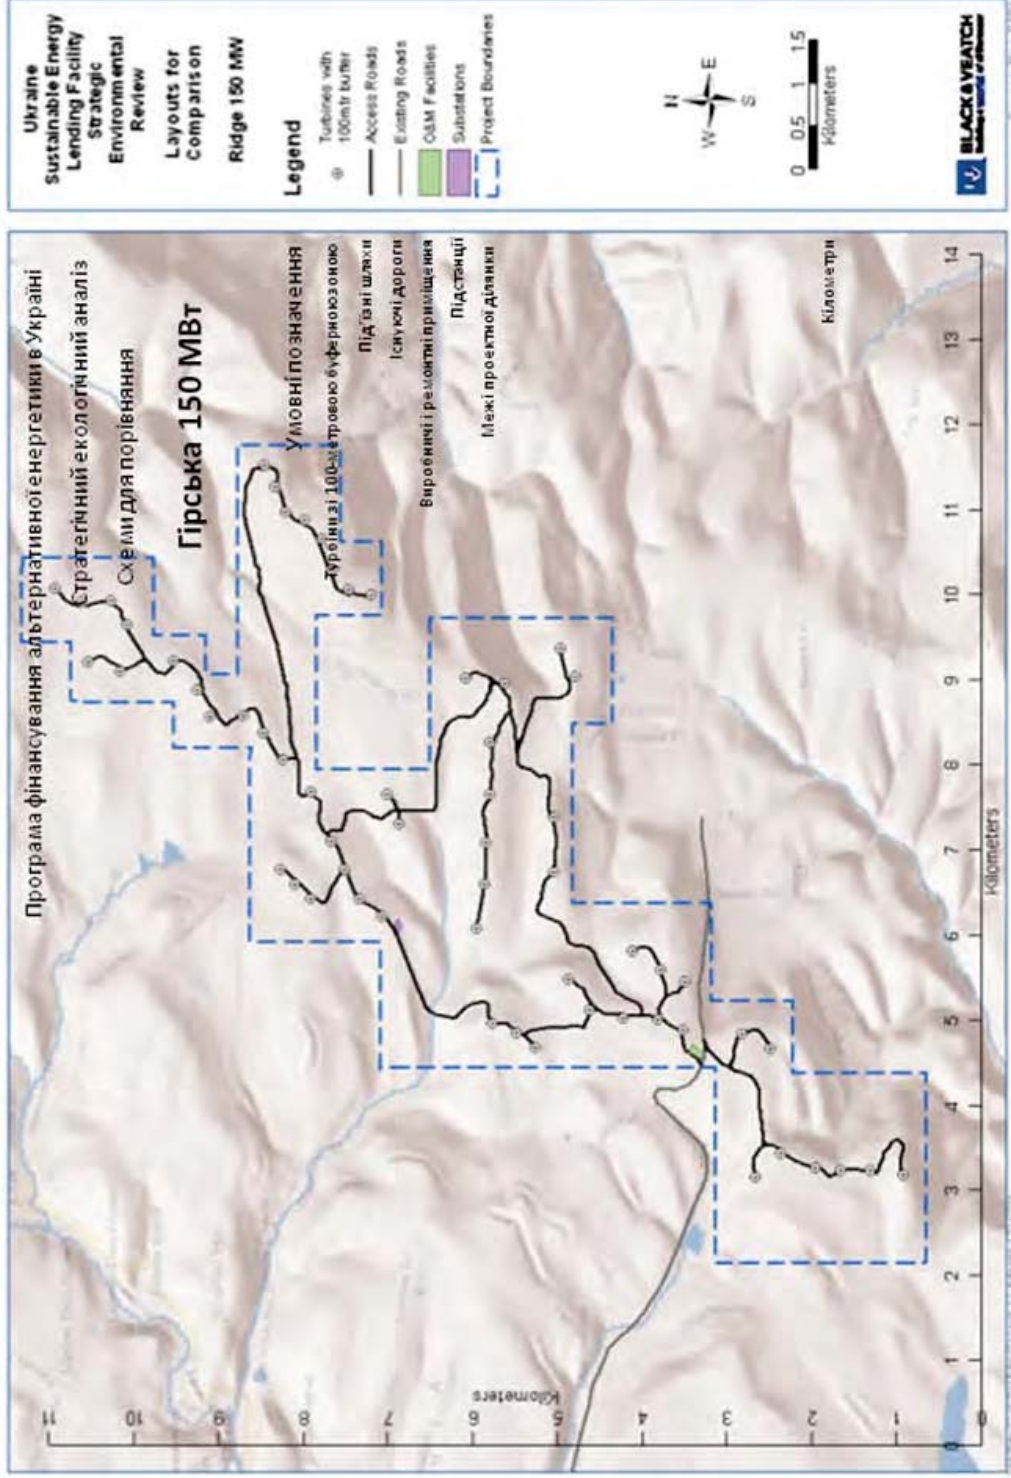 Ukraine
Sustainable Energy
Lending Facility
Strategic
Environmental
Review
Layouts for
Comparison
Ridge 150 MW
Legend
Turbines with
100mtr buffer
Access Roads
Existing Roads
O&M Facilities
Substations
Project Boundaries
N
W
E
S
0 0.5 1 1.5
Kilometers
BLACK & VEATCH
Програма фінансування альтернативної енергетики в Україні
Стратегічний екологічний аналіз
Схеми для порівняння
Гірська 150 МВт
Умовні позначення
Турбіни зі 100-метровою буферною зоною
Під'їзні шляхи
Існуючі дороги
Виробничі і ремонтні приміщення
Підстанції
Межі проектної ділянки
Кілометри
11
10
9
8
7
6
5
4
3
2
1
0
Kilometers
0 1 2 3 4 5 6 7 8 9 10 11 12 13 14
Kilometers